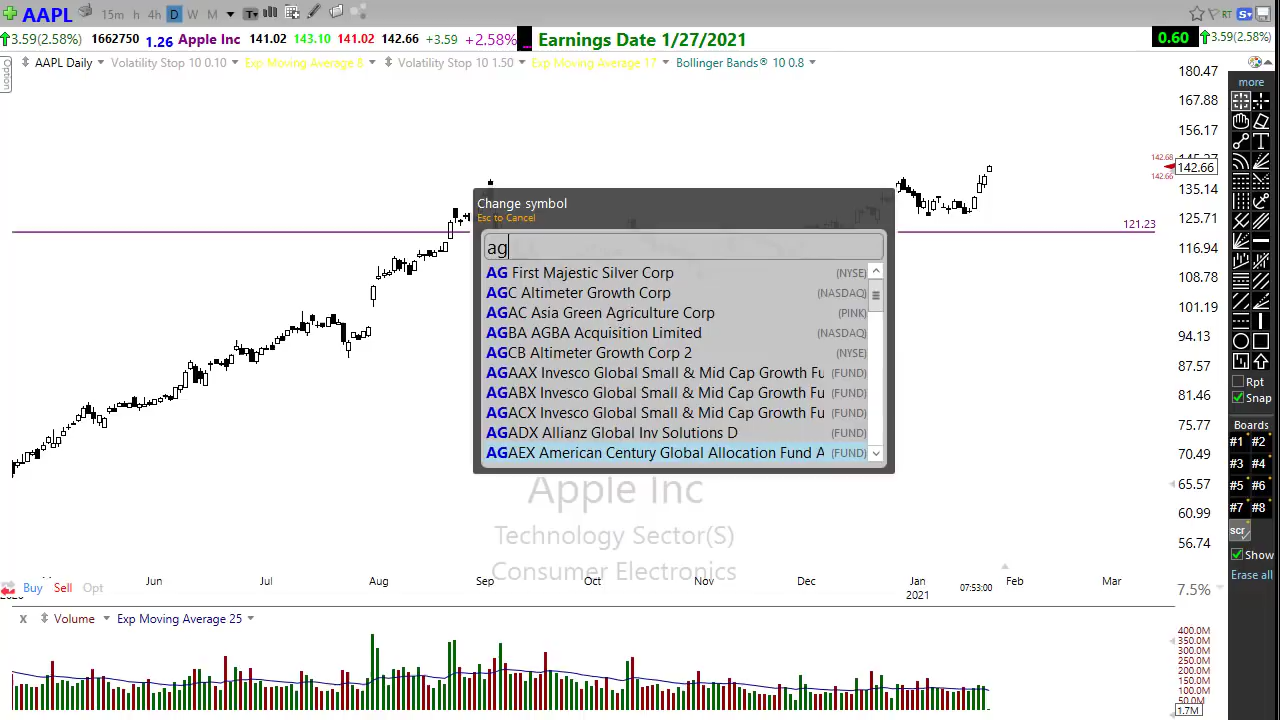 AAPL 15m h 4h D W M T
3.59(2.58%) 1662750 1.26 Apple Inc 141.02 143.10 141.02 142.66 +3.59 +2.58% ... Earnings Date 1/27/2021 0.60 3.59(2.58%)
RT S
Option
AAPL Daily Volatility Stop 10 0.10 Exp Moving Average 8 Volatility Stop 10 1.50 Exp Moving Average 17 Bollinger Bands® 10 0.8
more
180.47
167.88
156.17
142.68
142.66
142.66
135.14
125.71
121.23
116.94
108.78
101.19
94.13
87.57
81.46
75.77
70.49
65.57
60.99
56.74
Change symbol
Esc to Cancel
ag
AG First Majestic Silver Corp (NYSE)
AGC Altimeter Growth Corp (NASDAQ)
AGAC Asia Green Agriculture Corp (PINK)
AGBA AGBA Acquisition Limited (NASDAQ)
AGCB Altimeter Growth Corp 2 (NYSE)
AGAAX Invesco Global Small & Mid Cap Growth Fu (FUND)
AGABX Invesco Global Small & Mid Cap Growth Fu (FUND)
AGACX Invesco Global Small & Mid Cap Growth Fu (FUND)
AGADX Allianz Global Inv Solutions D (FUND)
AGAEX American Century Global Allocation Fund A (FUND)
Apple Inc
Technology Sector(S)
Consumer Electronics
Rpt
Snap
Boards
#1 #2
#3 #4
#5 #6
#7 #8
scr
Show
Erase all
Jun Jul Aug Sep Oct Nov Dec Jan Feb Mar
2021 07:53:00
Buy Sell Opt
7.5%
X Volume Exp Moving Average 25
400.0M
350.0M
300.0M
250.0M
200.0M
150.0M
100.0M
50.0M
1.7M